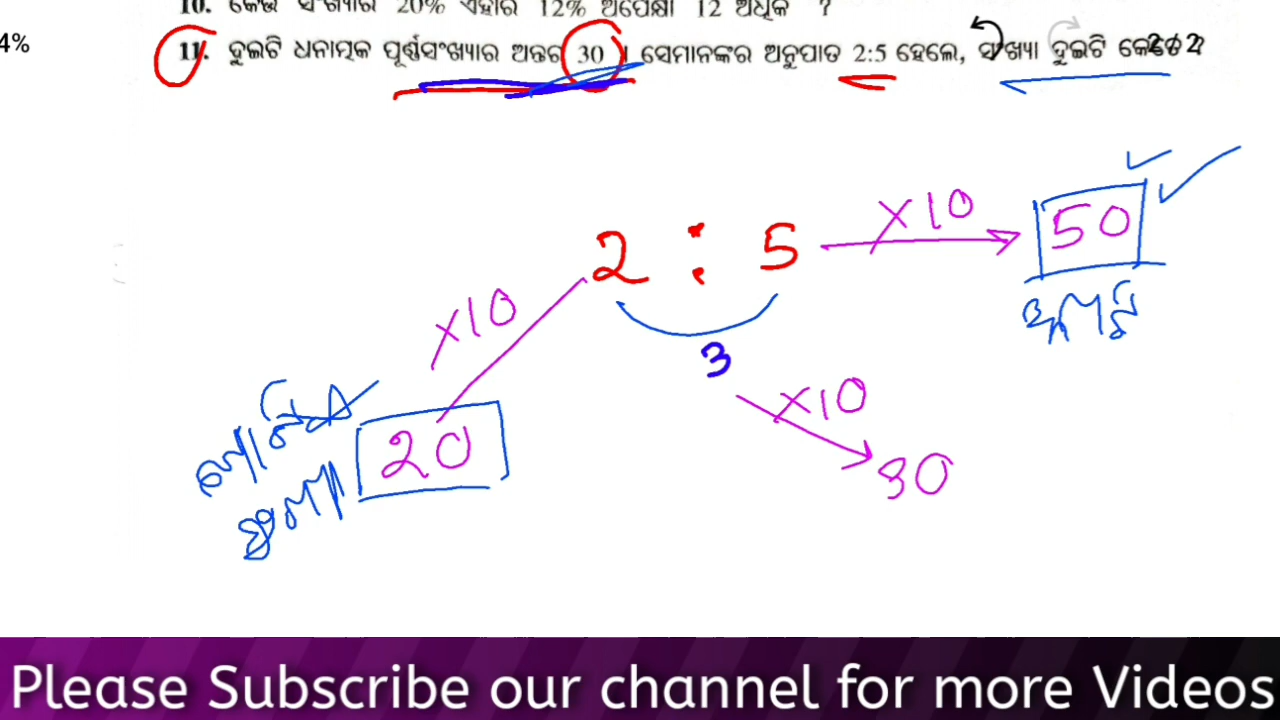 10. କେଉଁ ସଂଖ୍ୟାର 20% ଏହାର 12% ଅପେକ୍ଷା 12 ଅଧିକ ?
4%
11. ଦୁଇଟି ଧନାତ୍ମକ ପୂର୍ଣ୍ଣସଂଖ୍ୟାର ଅନ୍ତର 30 । ସେମାନଙ୍କର ଅନୁପାତ 2:5 ହେଲେ, ସଂଖ୍ୟା ଦୁଇଟି
×10 50
2 : 5
×10
3
×10
20
30
Please Subscribe our channel for more Videos